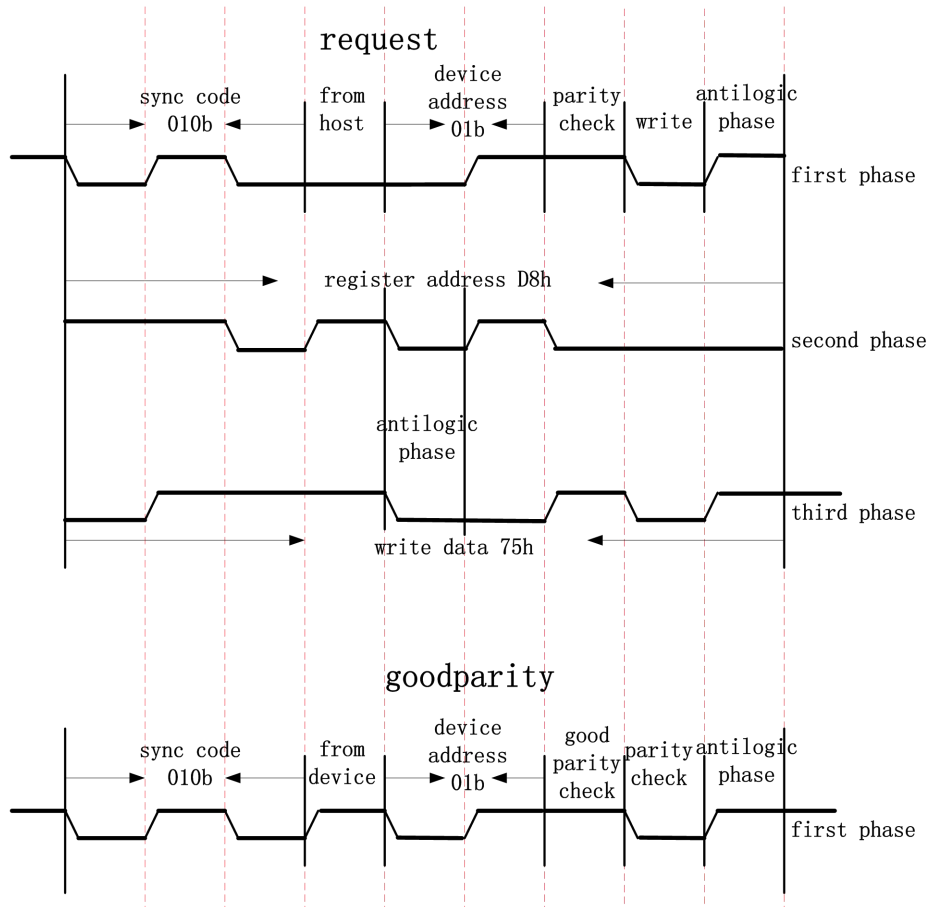 request
sync code
010b
from
host
device
address
01b
parity
check
write
antilogic
phase
first phase
register address D8h
second phase
antilogic
phase
third phase
write data 75h
goodparity
sync code
010b
from
device
device
address
01b
good
parity
check
parity
check
antilogic
phase
first phase